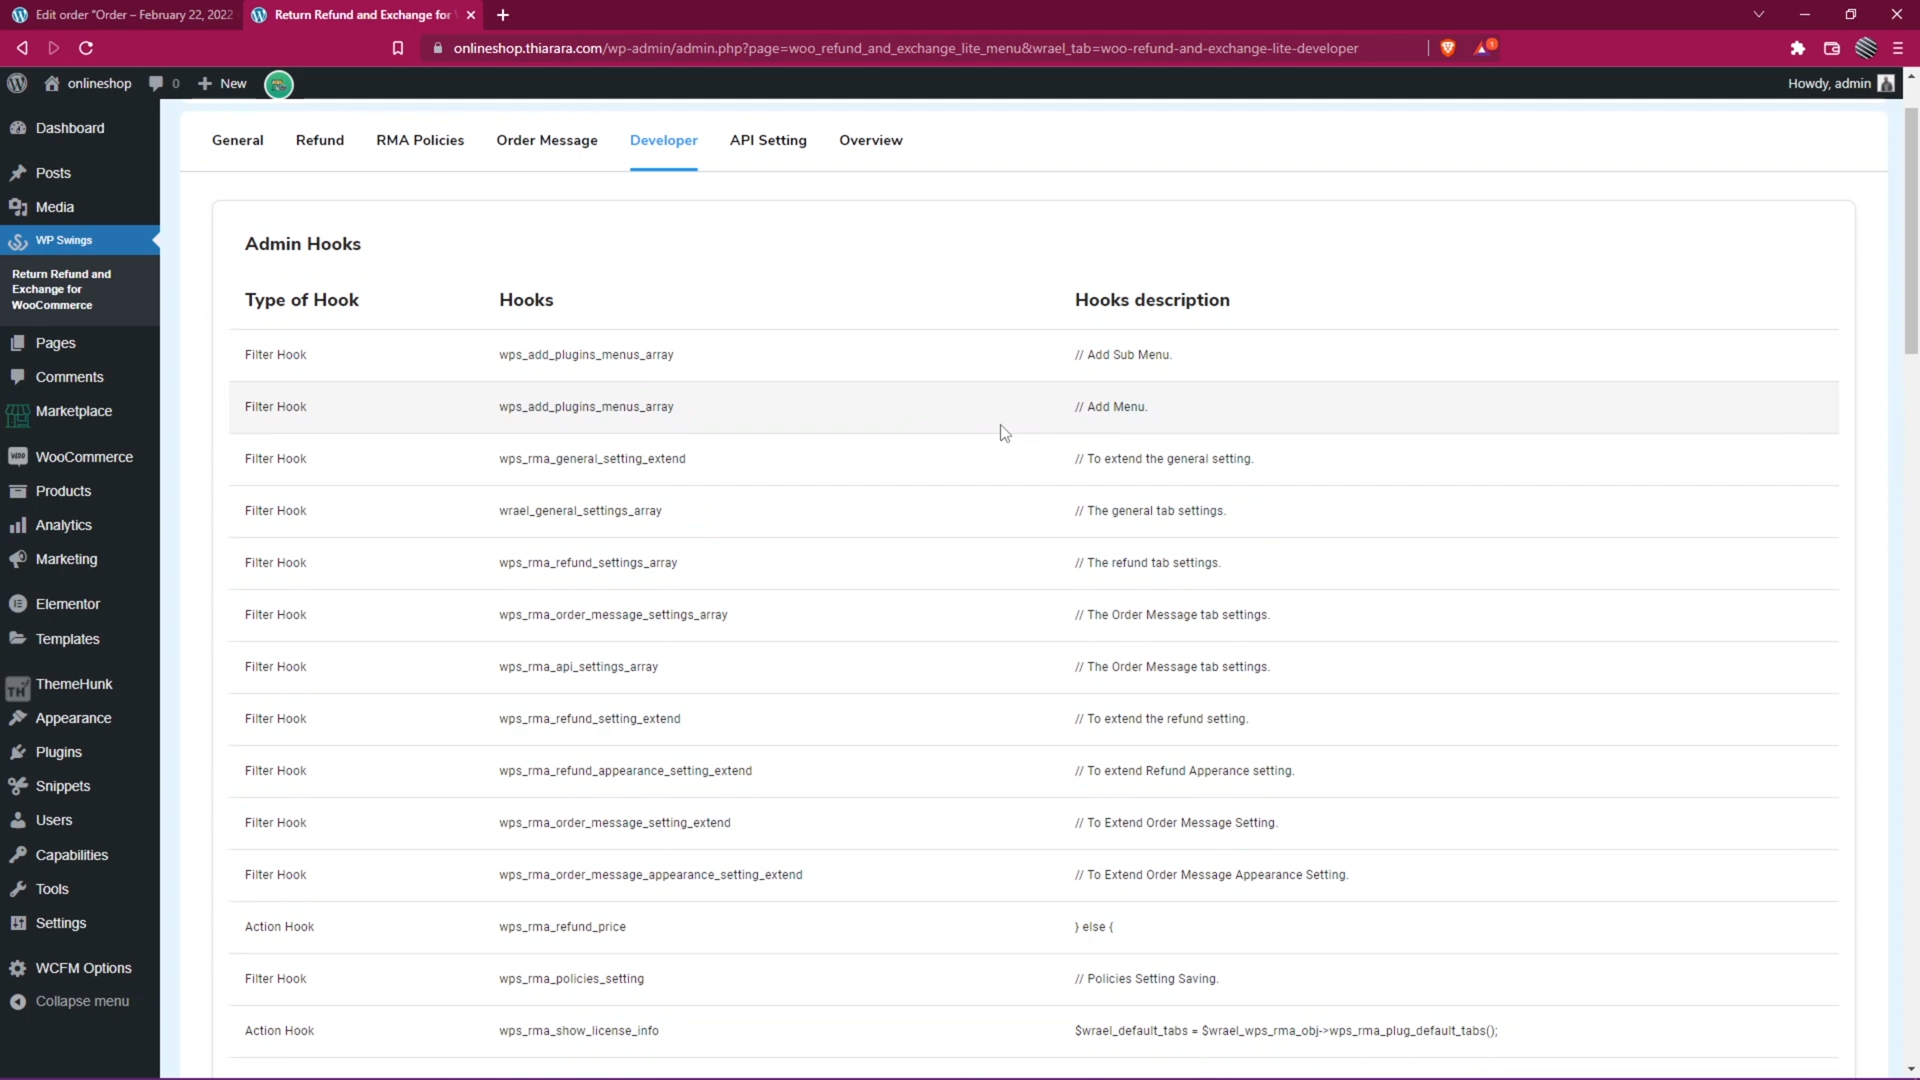 Edit order "Order – February 22, 2022
Return Refund and Exchange for
onlineshop.thiarara.com/wp-admin/admin.php?page=woo_refund_and_exchange_lite_menu&wrael_tab=woo-refund-and-exchange-lite-developer
1
onlineshop
0
New
Howdy, admin
Dashboard
Posts
Media
WP Swings
Return Refund and
Exchange for
WooCommerce
Pages
Comments
Marketplace
WooCommerce
Products
Analytics
Marketing
Elementor
Templates
ThemeHunk
Appearance
Plugins
Snippets
Users
Capabilities
Tools
Settings
WCFM Options
Collapse menu
General Refund RMA Policies Order Message Developer API Setting Overview
Admin Hooks
Type of Hook Hooks Hooks description
Filter Hook wps_add_plugins_menus_array // Add Sub Menu.
Filter Hook wps_add_plugins_menus_array // Add Menu.
Filter Hook wps_rma_general_setting_extend // To extend the general setting.
Filter Hook wrael_general_settings_array // The general tab settings.
Filter Hook wps_rma_refund_settings_array // The refund tab settings.
Filter Hook wps_rma_order_message_settings_array // The Order Message tab settings.
Filter Hook wps_rma_api_settings_array // The Order Message tab settings.
Filter Hook wps_rma_refund_setting_extend // To extend the refund setting.
Filter Hook wps_rma_refund_appearance_setting_extend // To extend Refund Apperance setting.
Filter Hook wps_rma_order_message_setting_extend // To Extend Order Message Setting.
Filter Hook wps_rma_order_message_appearance_setting_extend // To Extend Order Message Appearance Setting.
Action Hook wps_rma_refund_price } else {
Filter Hook wps_rma_policies_setting // Policies Setting Saving.
Action Hook wps_rma_show_license_info $wrael_default_tabs = $wrael_wps_rma_obj->wps_rma_plug_default_tabs();